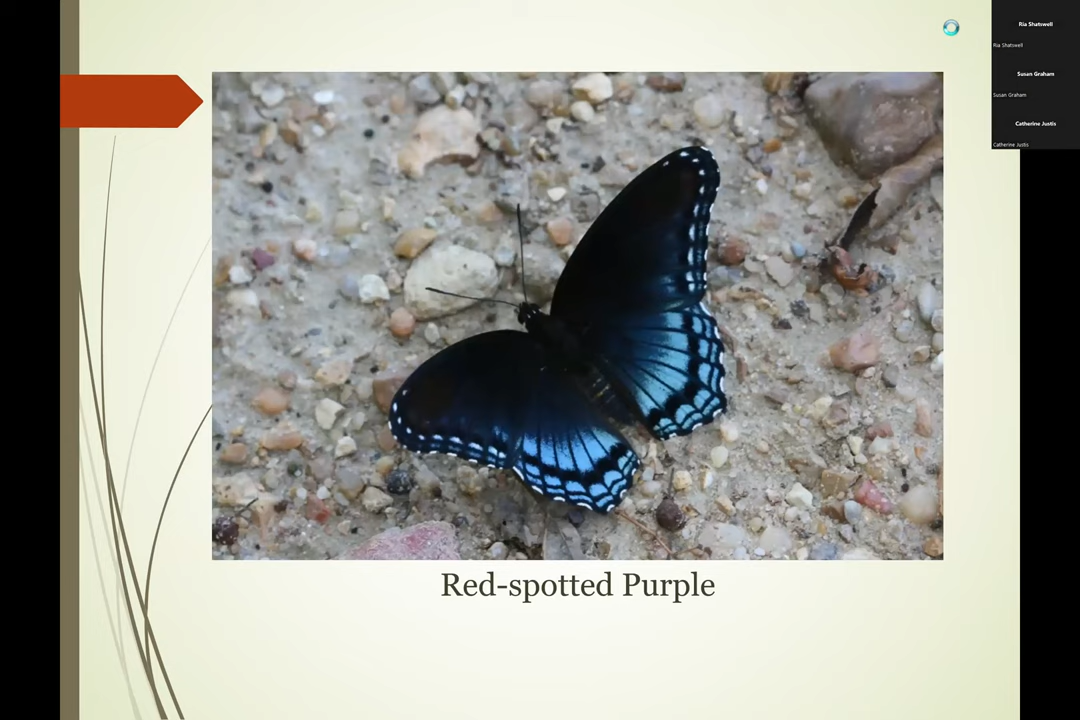 Ria Shatswell
Ria Shatswell
Susan Graham
Susan Graham
Catherine Justis
Catherine Justis
Red-spotted Purple